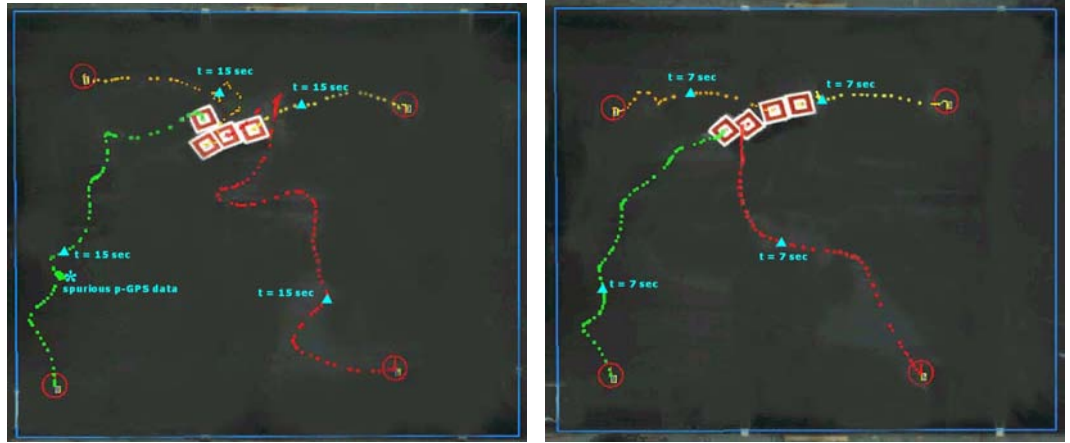 t = 15 sec
t = 15 sec
t = 15 sec
spurious p-GPS data
t = 15 sec
t = 7 sec
t = 7 sec
t = 7 sec
t = 7 sec